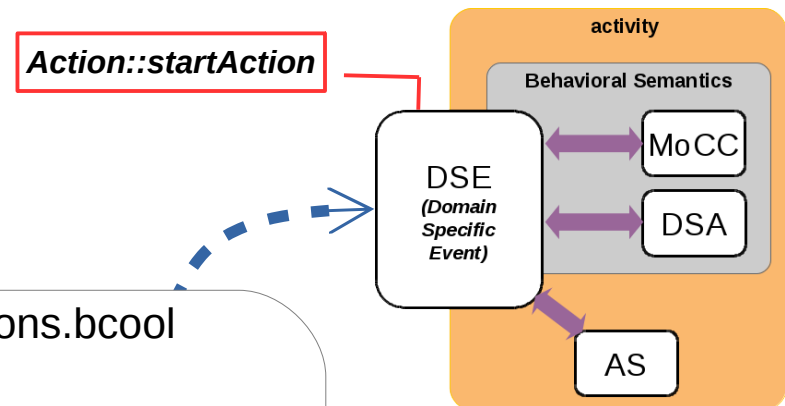 activity
Action::startAction
Behavioral Semantics
MoCC
DSE
(Domain
Specific
Event)
DSA
ons.bcool
AS